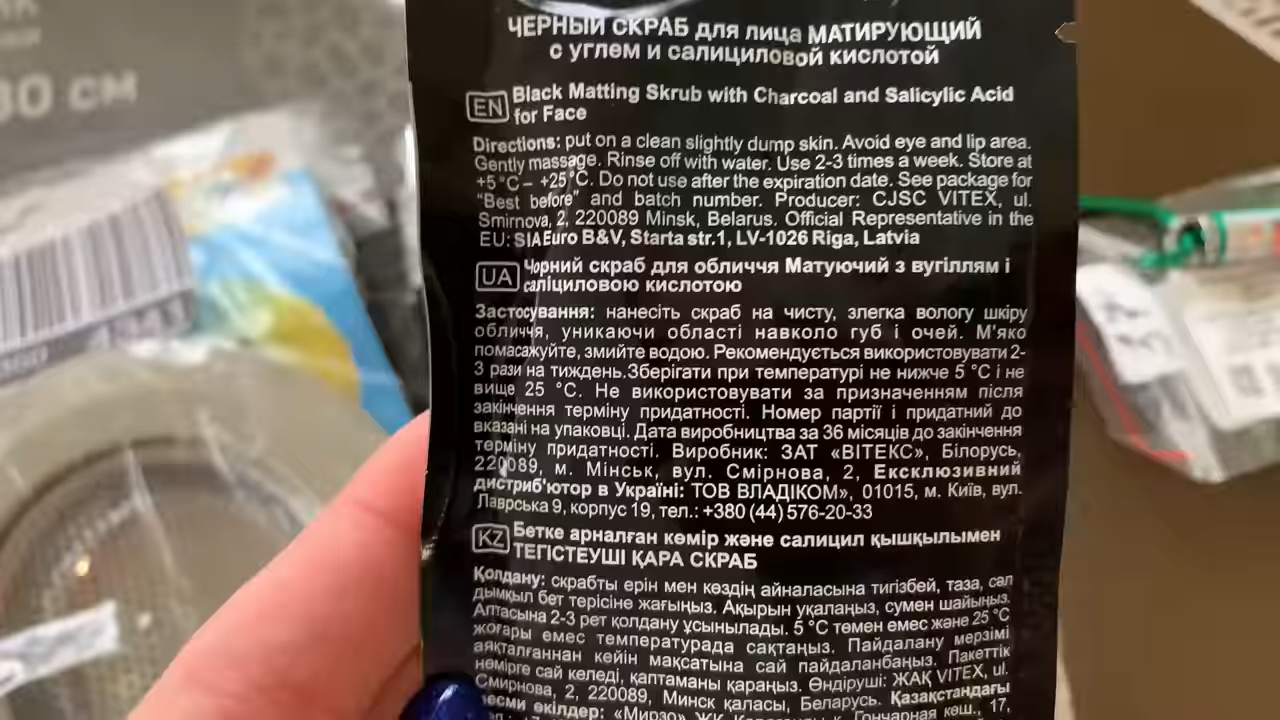 ЧЕРНЫЙ СКРАБ для лица МАТИРУЮЩИЙ
с углем и салициловой кислотой
EN Black Matting Skrub with Charcoal and Salicylic Acid
for Face
Directions: put on a clean slightly dump skin. Avoid eye and lip area.
Gently massage. Rinse off with water. Use 2-3 times a week. Store at
+5 °C – +25 °C. Do not use after the expiration date. See package for
"Best before" and batch number. Producer: CJSC VITEX, ul.
Smirnova, 2, 220089 Minsk, Belarus. Official Representative in the
EU: SIA Euro B&V, Starta str.1, LV-1026 Riga, Latvia
UA Чорний скраб для обличчя Матуючий з вугіллям і
саліциловою кислотою
Застосування: нанесіть скраб на чисту, злегка вологу шкіру
обличчя, уникаючи області навколо губ і очей. М'яко
помасажуйте, змийте водою. Рекомендується використовувати 2-
3 рази на тиждень.Зберігати при температурі не нижче 5 °C і не
вище 25 °C. Не використовувати за призначенням після
закінчення терміну придатності. Номер партії і придатний до
вказані на упаковці. Дата виробництва за 36 місяців до закінчення
терміну придатності. Виробник: ЗАТ «ВІТЕКС», Білорусь,
220089, м. Мінськ, вул. Смірнова, 2, Ексклюзивний
дистриб'ютор в Україні: ТОВ ВЛАДІКОМ», 01015, м. Київ, вул.
Лаврська 9, корпус 19, тел.: +380 (44) 576-20-33
KZ Бетке арналған көмір және салицил қышқылымен
ТЕГІСТЕУШІ ҚАРА СКРАБ
Қолдану: скрабты ерін мен көздің айналасына тигізбей, таза, сәл
дымқыл бет терісіне жағыңыз. Ақырын уқалаңыз, сумен шайыңыз.
Аптасына 2-3 рет қолдану ұсынылады. 5 °C төмен емес және 25 °C
жоғары емес температурада сақтаңыз. Пайдалану мерзімі
аяқталғаннан кейін мақсатына сай пайдаланбаңыз. Пакеттік
нөмірге сай келеді, қаптаманы қараңыз. Өндіруші: ЖАҚ VITEX, ul.
Смирнова, 2, 220089, Минск қаласы, Беларусь. Қазақстандағы
ресми өкілдер: «Мирзо» ЖК, Гончарная көш., 17,
30 СМ